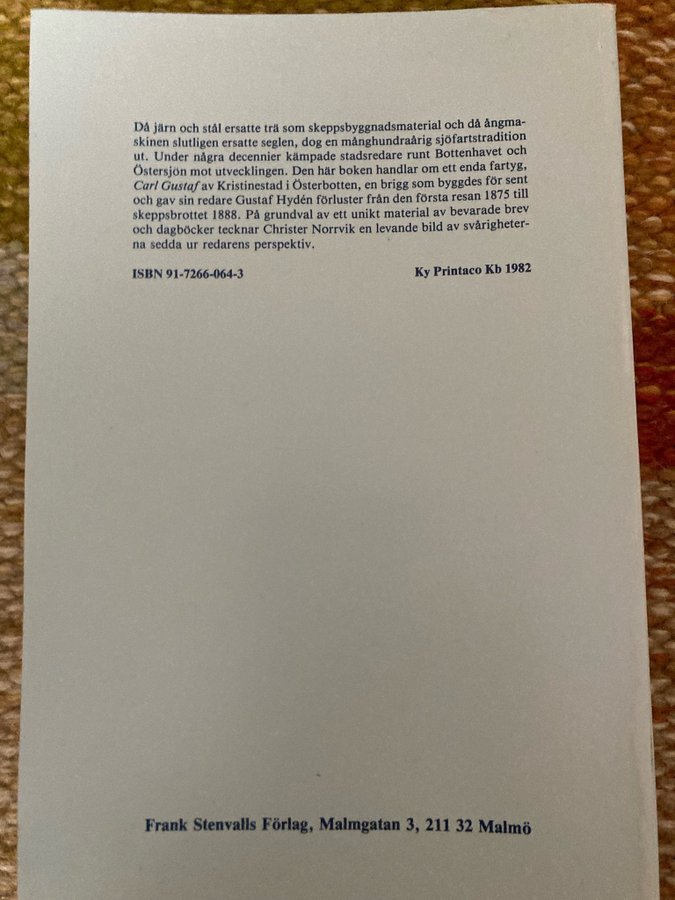 Då järn och stål ersatte trä som skeppsbyggnadsmaterial och då ångma-
skinen slutligen ersatte seglen, dog en månghundraårig sjöfartstradition
ut. Under några decennier kämpade stadsredare runt Bottenhavet och
Östersjön mot utvecklingen. Den här boken handlar om ett enda fartyg,
Carl Gustaf av Kristinestad i Österbotten, en brigg som byggdes för sent
och gav sin redare Gustaf Hydén förluster från den första resan 1875 till
skeppsbrottet 1888. På grundval av ett unikt material av bevarade brev
och dagböcker tecknar Christer Norrvik en levande bild av svårigheter-
na sedda ur redarens perspektiv.
ISBN 91-7266-064-3 Ky Printaco Kb 1982
Frank Stenvalls Förlag, Malmgatan 3, 211 32 Malmö